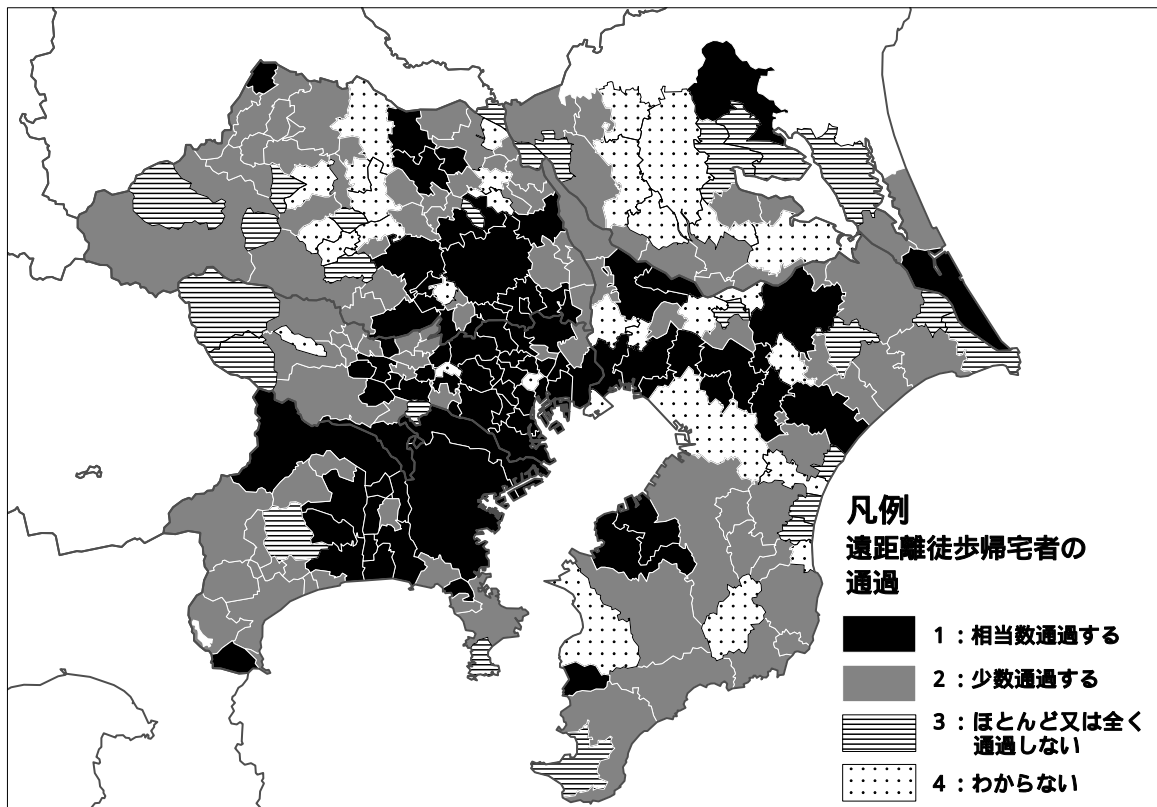 凡例
遠距離徒歩帰宅者の
通過
1：相当数通過する
2：少数通過する
3：ほとんど又は全く
通過しない
4：わからない